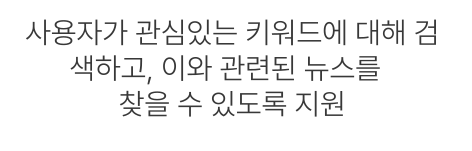 사용자가 관심있는 키워드에 대해 검
색하고, 이와 관련된 뉴스를
찾을 수 있도록 지원